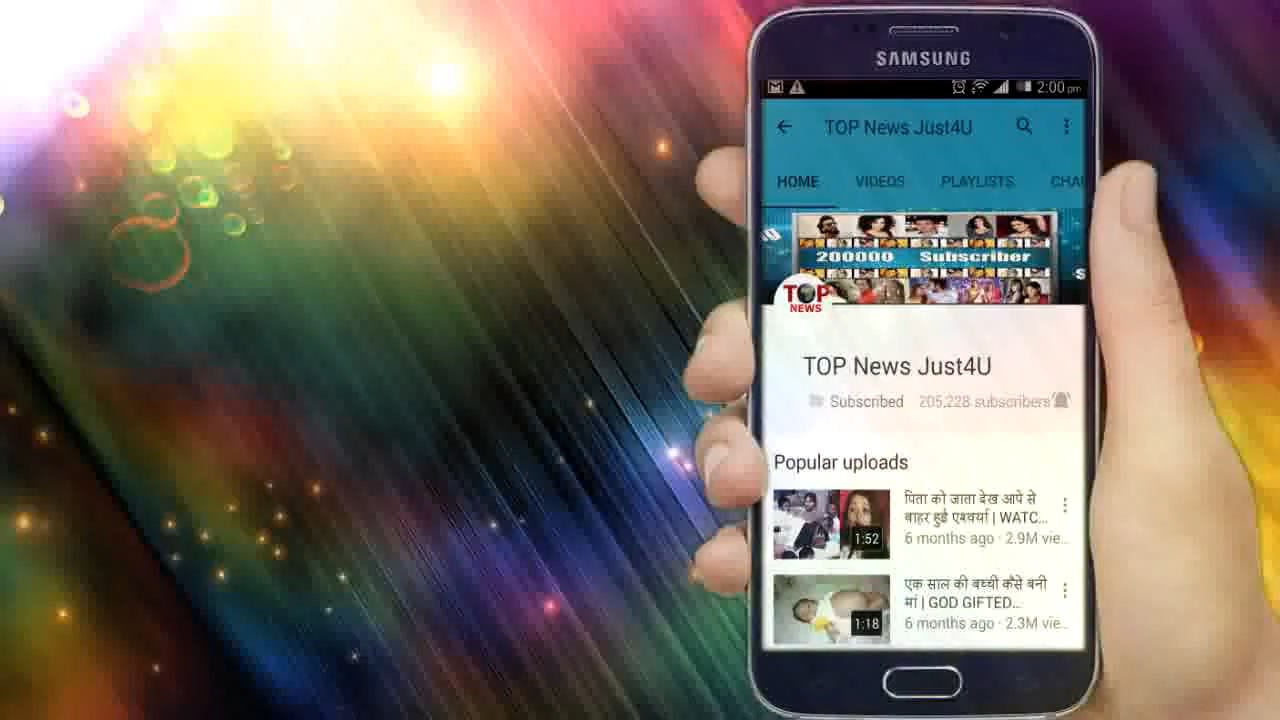 SAMSUNG
2:00 pm
TOP News Just4U
HOME VIDEOS PLAYLISTS CHA
200000 Subscriber
S
TOP
NEWS
TOP News Just4U
Subscribed 205,228 subscribers
Popular uploads
पिता को जाता देख आपे से
बाहर हुई एश्वर्या | WATC...
6 months ago · 2.9M vie...
1:52
एक साल की बच्ची कैसे बनी
मां | GOD GIFTED...
6 months ago · 2.3M vie...
1:18